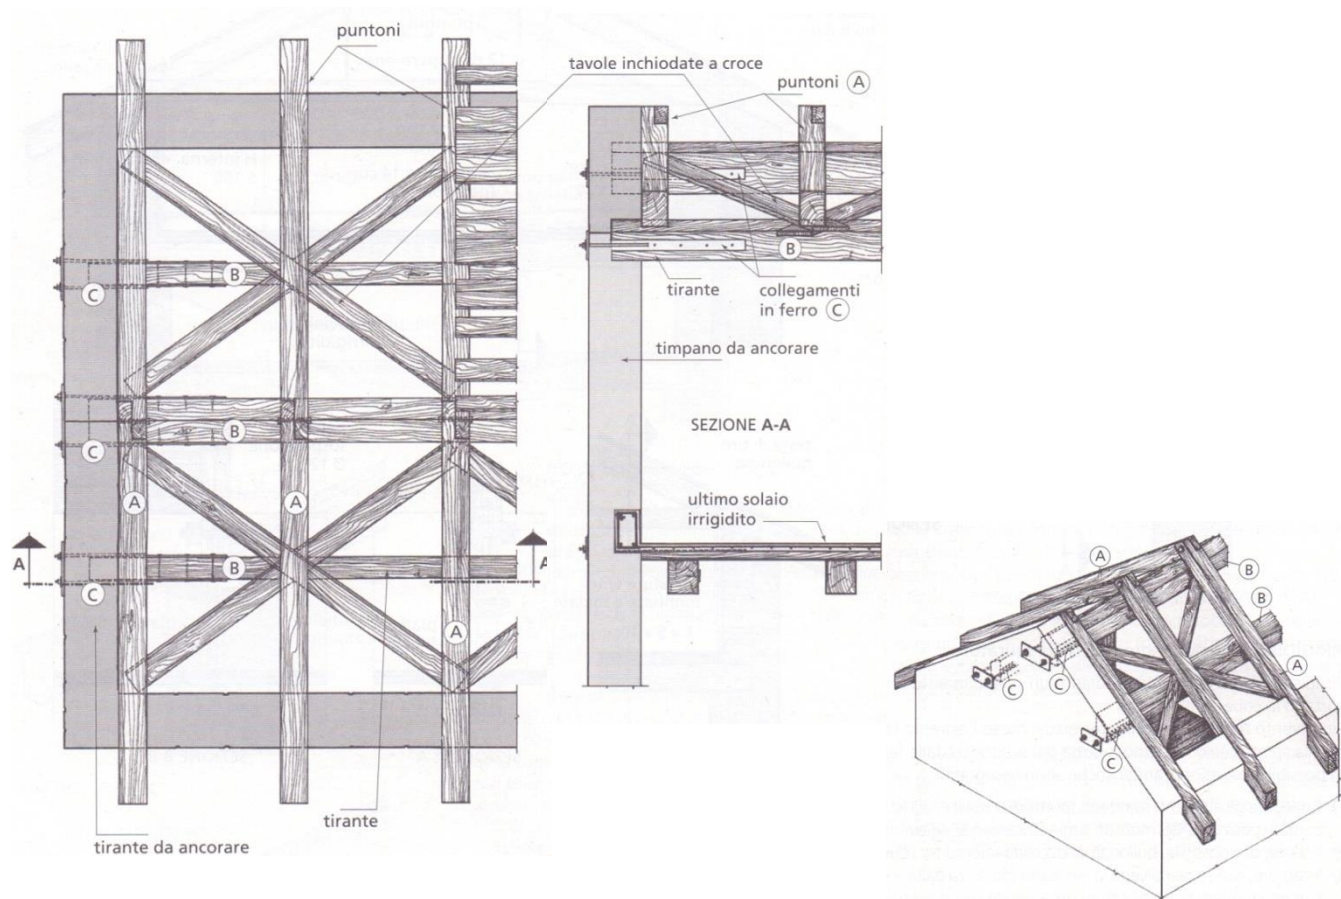 puntoni
tavole inchiodate a croce
puntoni A
B
C
B
tirante
collegamenti
in ferro C
B
timpano da ancorare
B
C
SEZIONE A-A
A
A
ultimo solaio
irrigidito
A
A
B
C
A
tirante
tirante da ancorare
A
B
B
A
C
C
C